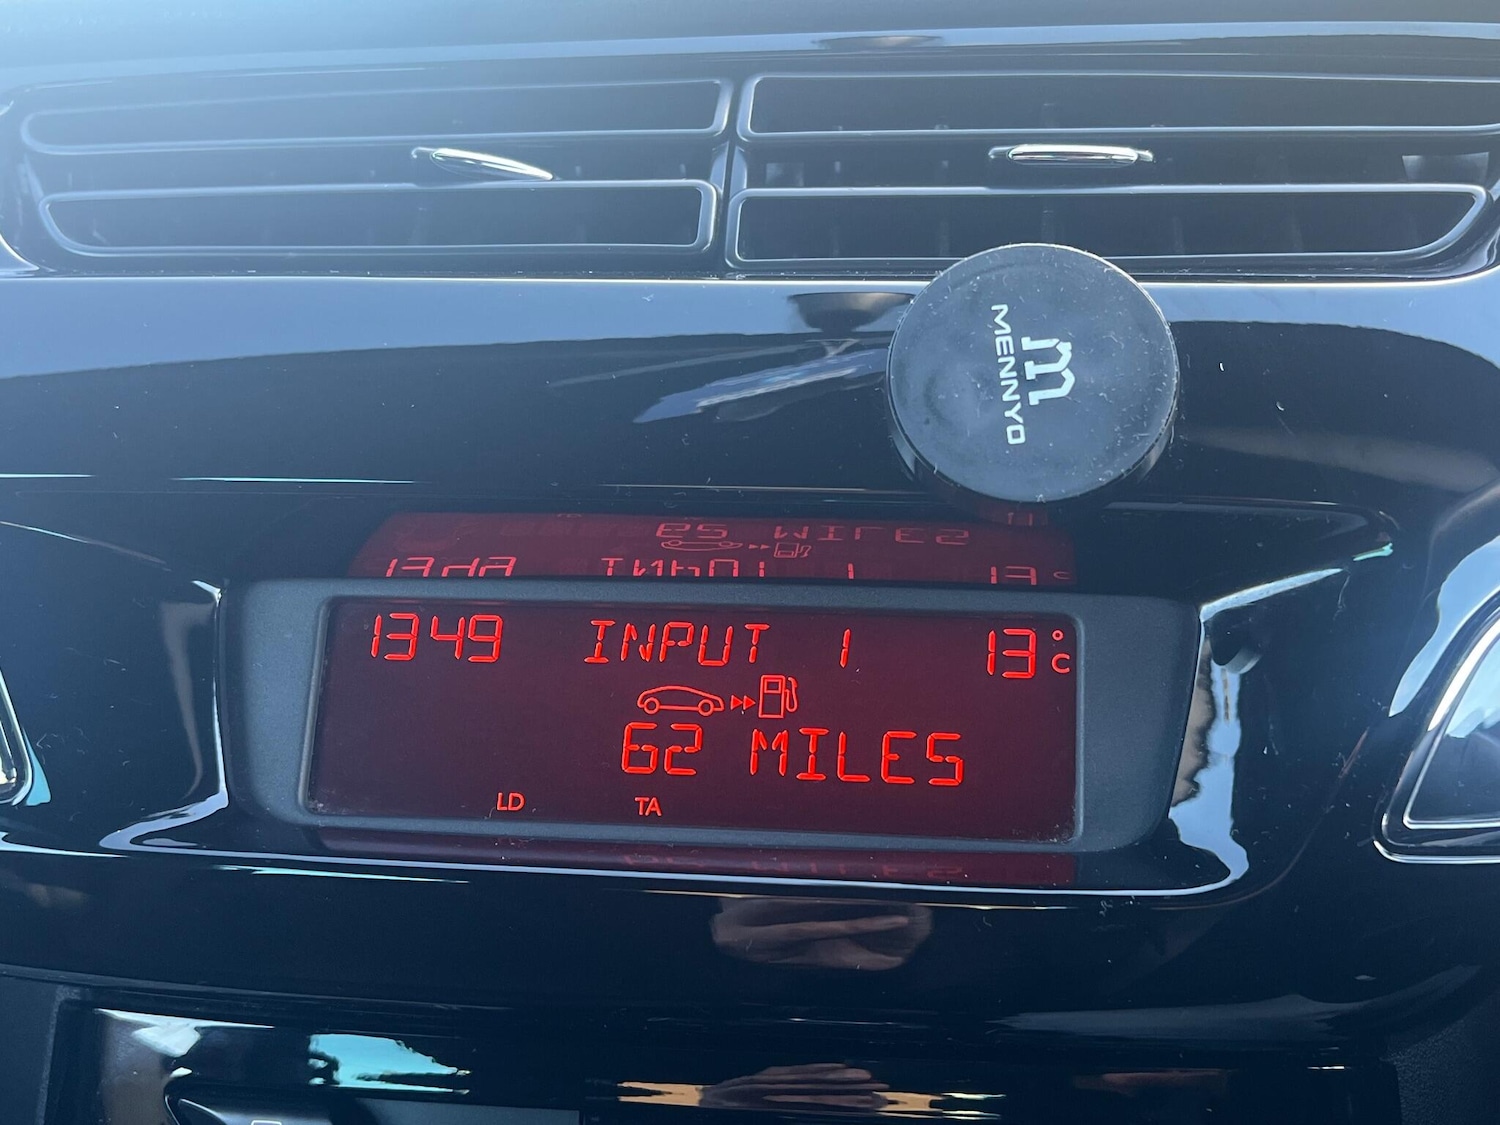 m
MENNYO
1349 INPUT 1 13°C
62 MILES
LD TA